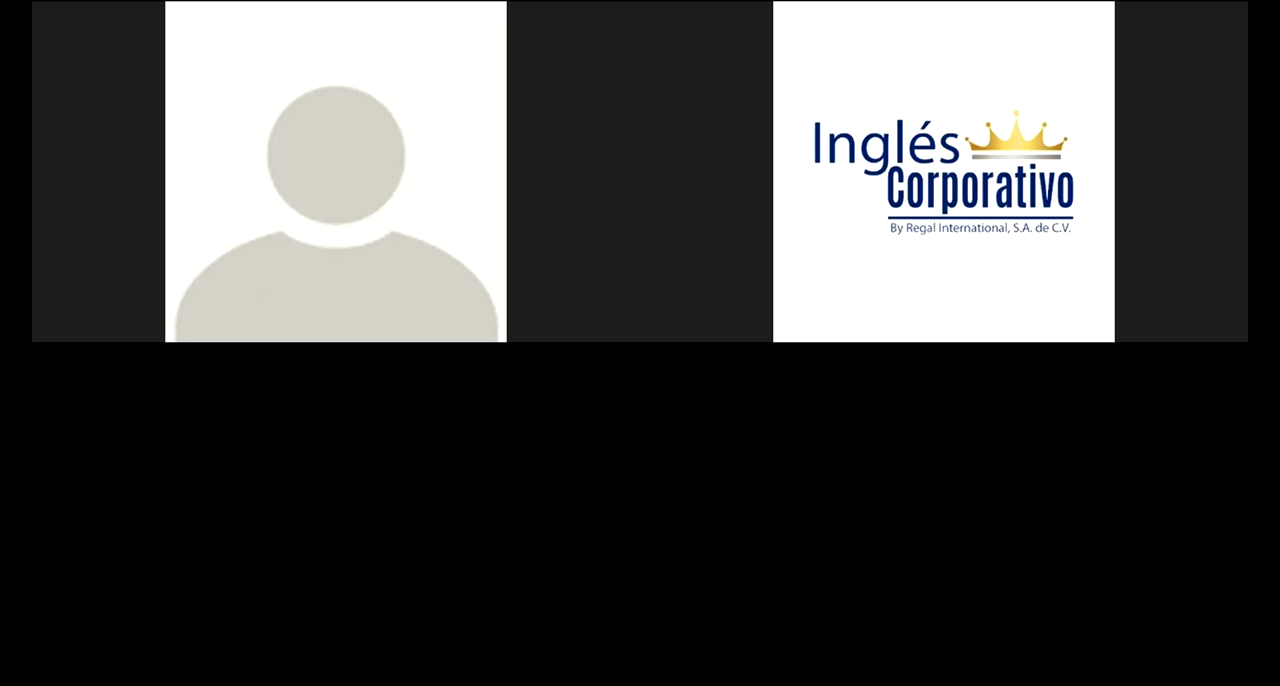 Inglés
Corporativo
By Regal International, S.A. de C.V.